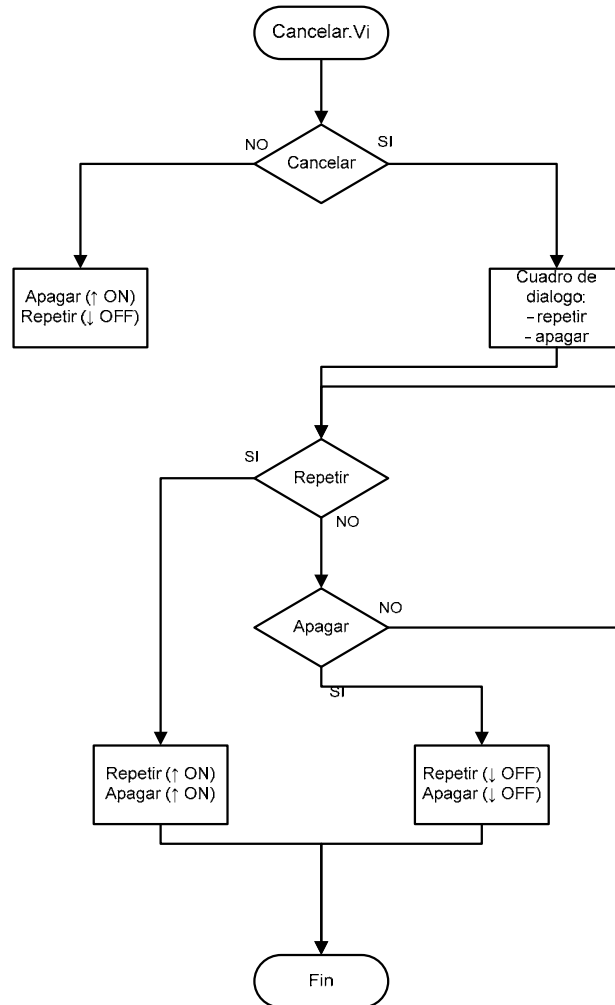 Cancelar.Vi
NO
SI
Cancelar
Apagar (↑ ON)
Repetir (↓ OFF)
Cuadro de
dialogo:
– repetir
- apagar
SI
Repetir
NO
Apagar
NO
SI
Repetir (↑ ON)
Apagar (↑ ON)
Repetir (↓ OFF)
Apagar (↓ OFF)
Fin